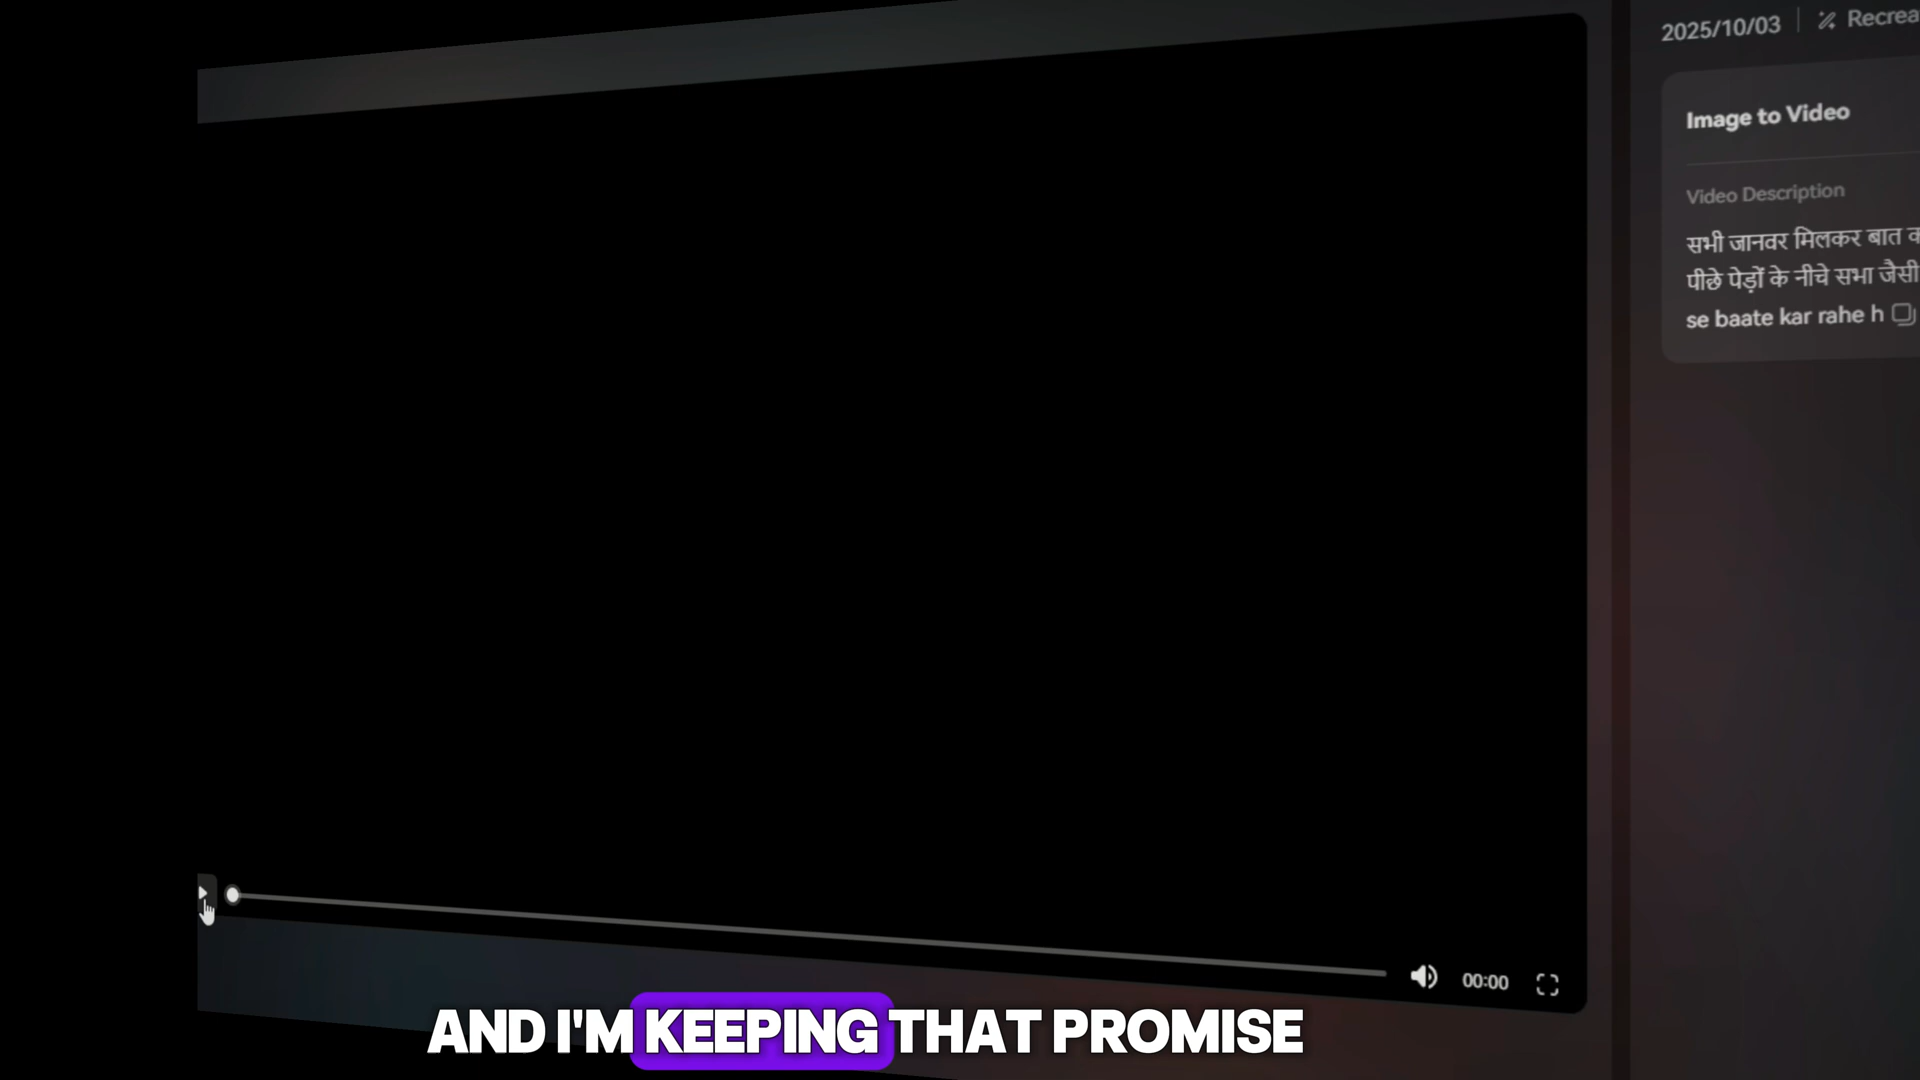 2025/10/03
Image to Video
Video Description
सभी जानवर मिलकर बात
पीछे पेड़ों के नीचे सभा जैसी
se baate kar rahe h
00:00
AND I'M KEEPING THAT PROMISE